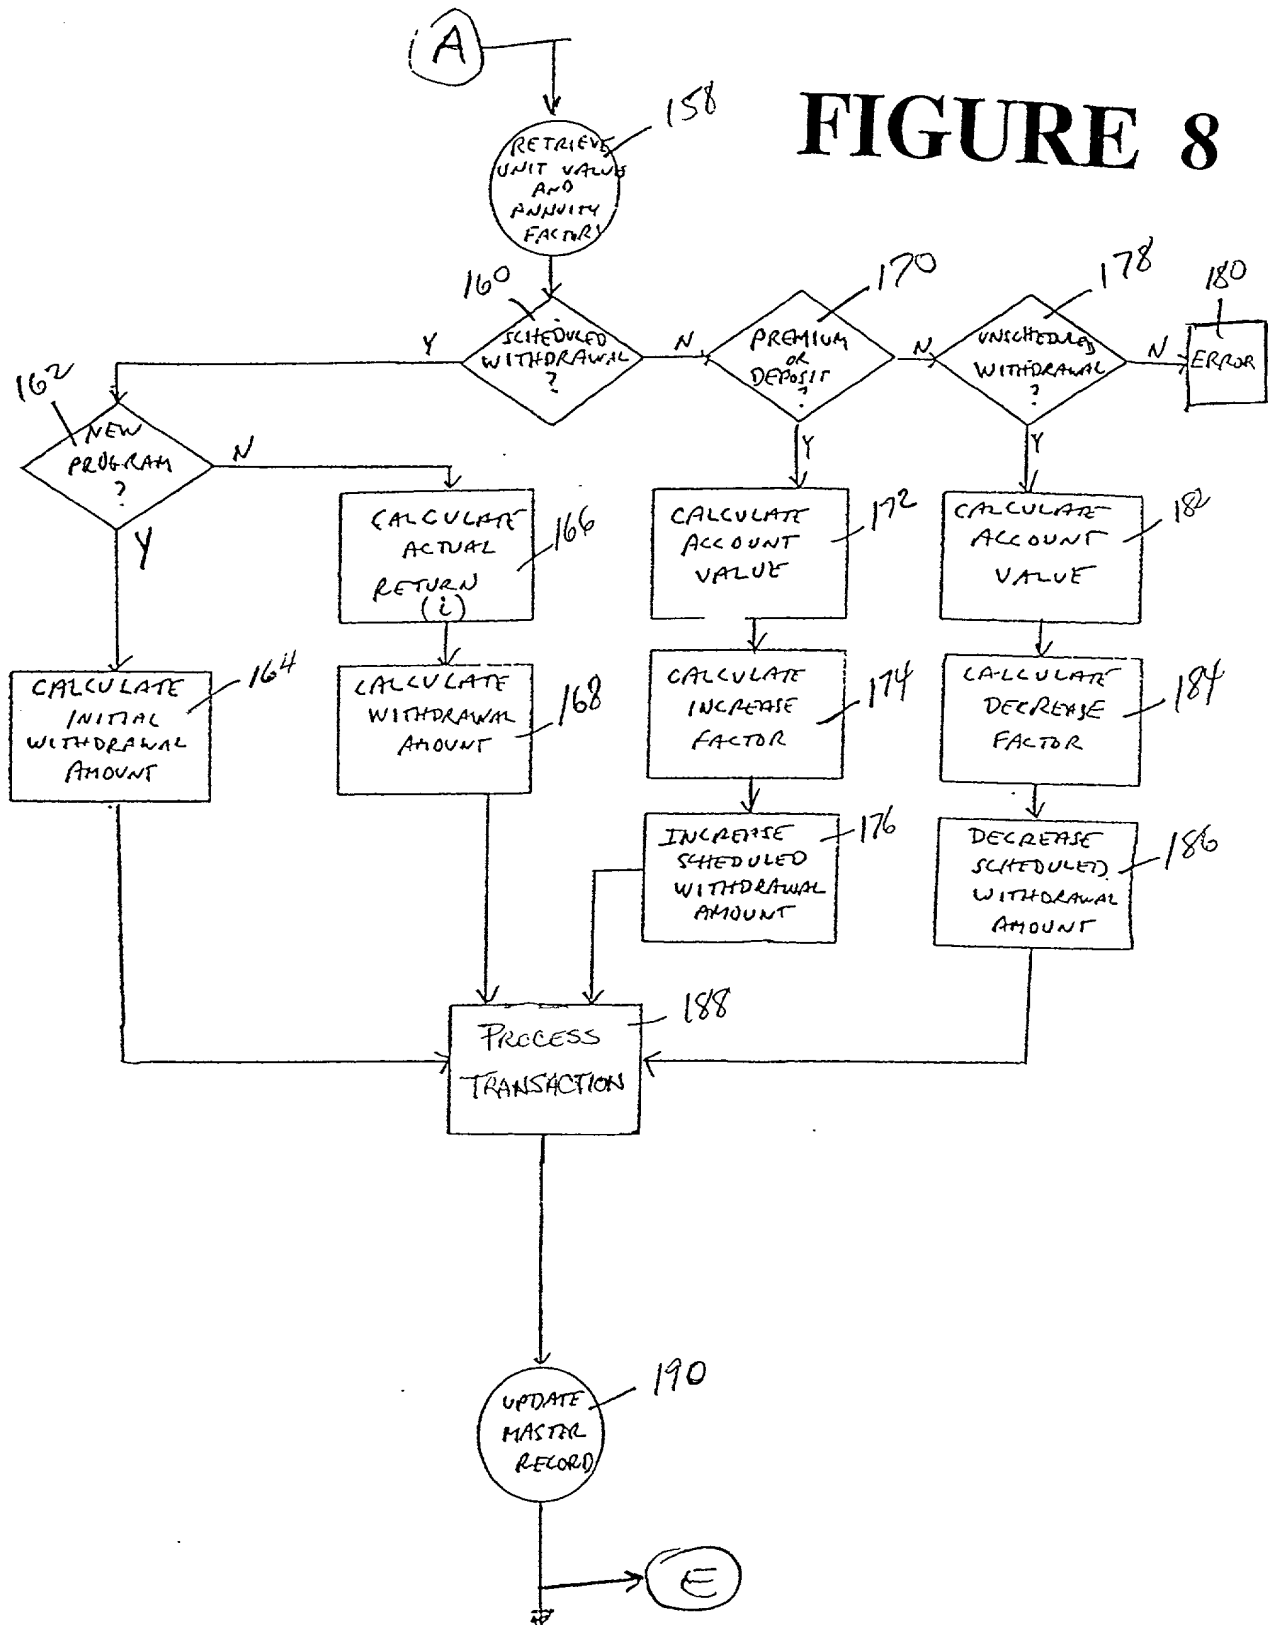 A
FIGURE 8
158
RETRIEVE
UNIT VALUE
AND
ANNUITY
FACTORS
160
SCHEDULED
WITHDRAWAL
?
Y
N
170
PREMIUM
OR
DEPOSIT
?
N
Y
178
UNSCHEDULED
WITHDRAWAL
?
N
Y
180
ERROR
162
NEW
PROGRAM
?
N
Y
164
CALCULATE
INITIAL
WITHDRAWAL
AMOUNT
166
CALCULATE
ACTUAL
RETURN
(i)
168
CALCULATE
WITHDRAWAL
AMOUNT
172
CALCULATE
ACCOUNT
VALUE
174
CALCULATE
INCREASE
FACTOR
176
INCREASE
SCHEDULED
WITHDRAWAL
AMOUNT
182
CALCULATE
ACCOUNT
VALUE
184
CALCULATE
DECREASE
FACTOR
186
DECREASE
SCHEDULED
WITHDRAWAL
AMOUNT
188
PROCESS
TRANSACTION
190
UPDATE
MASTER
RECORD
E